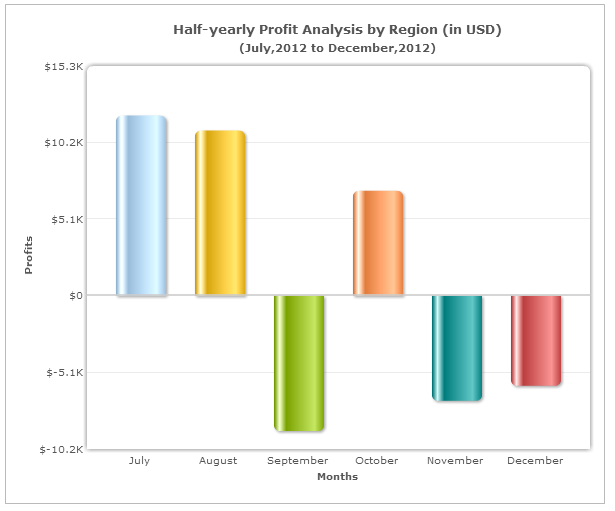 Half-yearly Profit Analysis by Region (in USD)
(July,2012 to December,2012)
$15.3K
$10.2K
$5.1K
$0
$-5.1K
$-10.2K
Profits
July August September October November December
Months